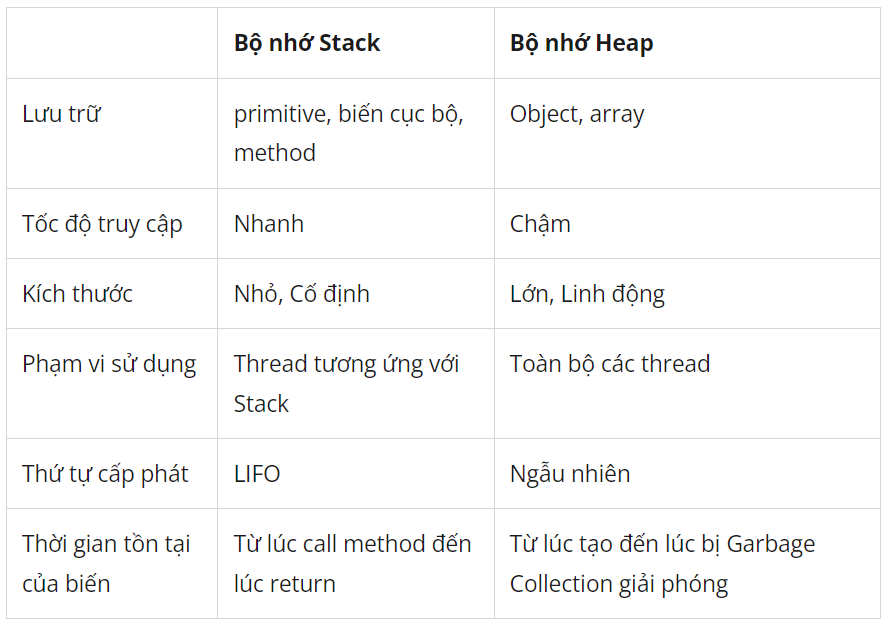 Bộ nhớ Stack
Bộ nhớ Heap
Lưu trữ
primitive, biến cục bộ,
method
Object, array
Tốc độ truy cập
Nhanh
Chậm
Kích thước
Nhỏ, Cố định
Lớn, Linh động
Phạm vi sử dụng
Thread tương ứng với
Stack
Toàn bộ các thread
Thứ tự cấp phát
LIFO
Ngẫu nhiên
Thời gian tồn tại
của biến
Từ lúc call method đến
lúc return
Từ lúc tạo đến lúc bị Garbage
Collection giải phóng